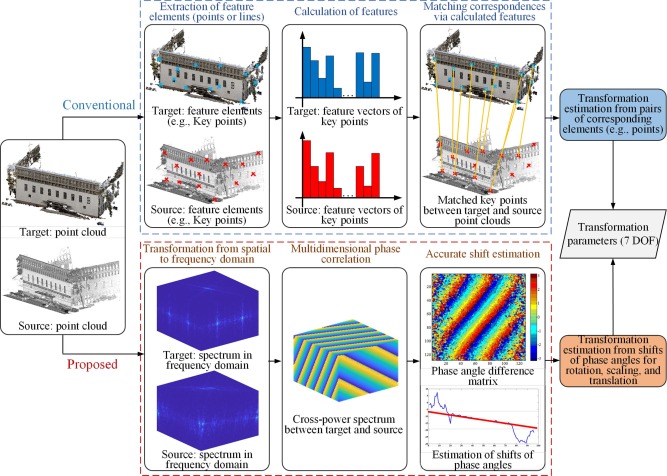 Extraction of feature
elements (points or lines)
Calculation of features
Matching correspondences
via calculated features
Conventional
Target: feature elements
(e.g., Key points)
Source: feature elements
(e.g., Key points)
Target: feature vectors of
key points
Source: feature vectors of
key points
Matched key points
between target and source
point clouds
Transformation
estimation from pairs
of corresponding
elements (e.g., points)
Target: point cloud
Source: point cloud
Transformation
parameters (7 DOF)
Proposed
Transformation from spatial
to frequency domain
Multidimensional phase
correlation
Accurate shift estimation
Target: spectrum in
frequency domain
Source: spectrum in
frequency domain
Cross-power spectrum
between target and source
Phase angle difference
matrix
Estimation of shifts of
phase angles
Transformation
estimation from shifts
of phase angles for
rotation, scaling, and
translation